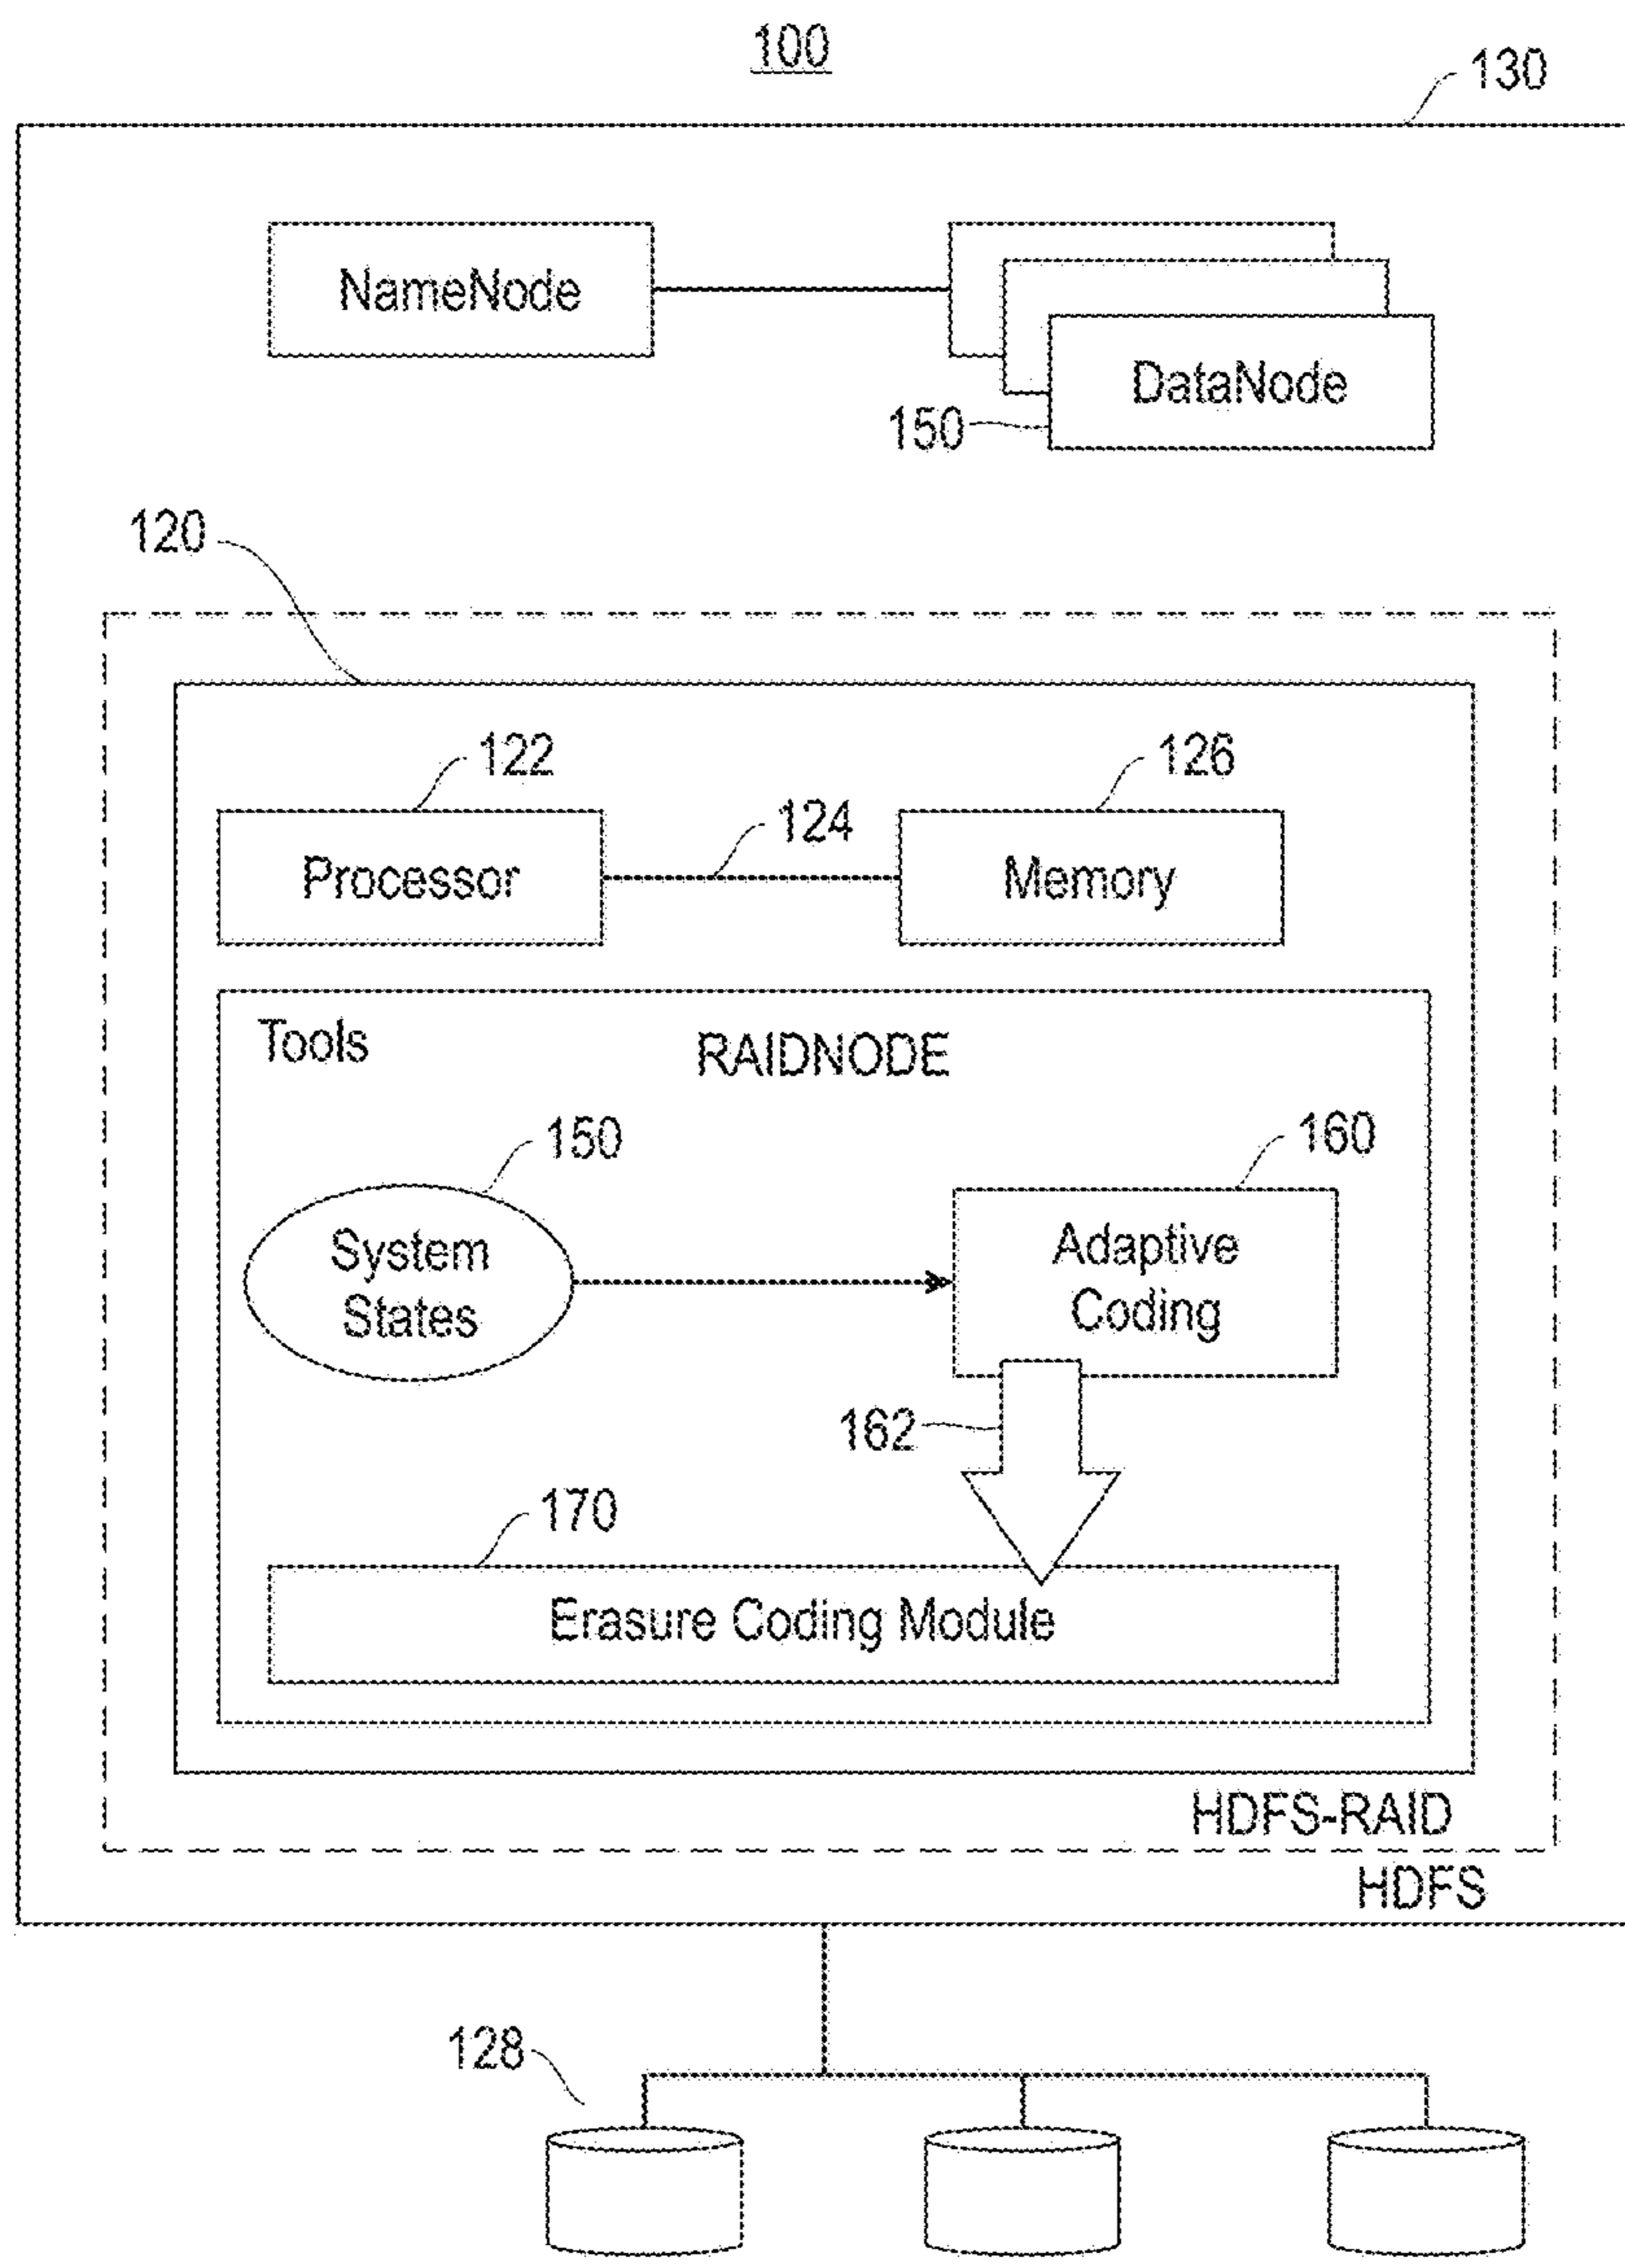 100
130
NameNode
DataNode
150
120
122
126
124
Processor
Memory
Tools
RAIDNODE
150
160
System
States
Adaptive
Coding
162
170
Erasure Coding Module
HDFS-RAID
HDFS
128